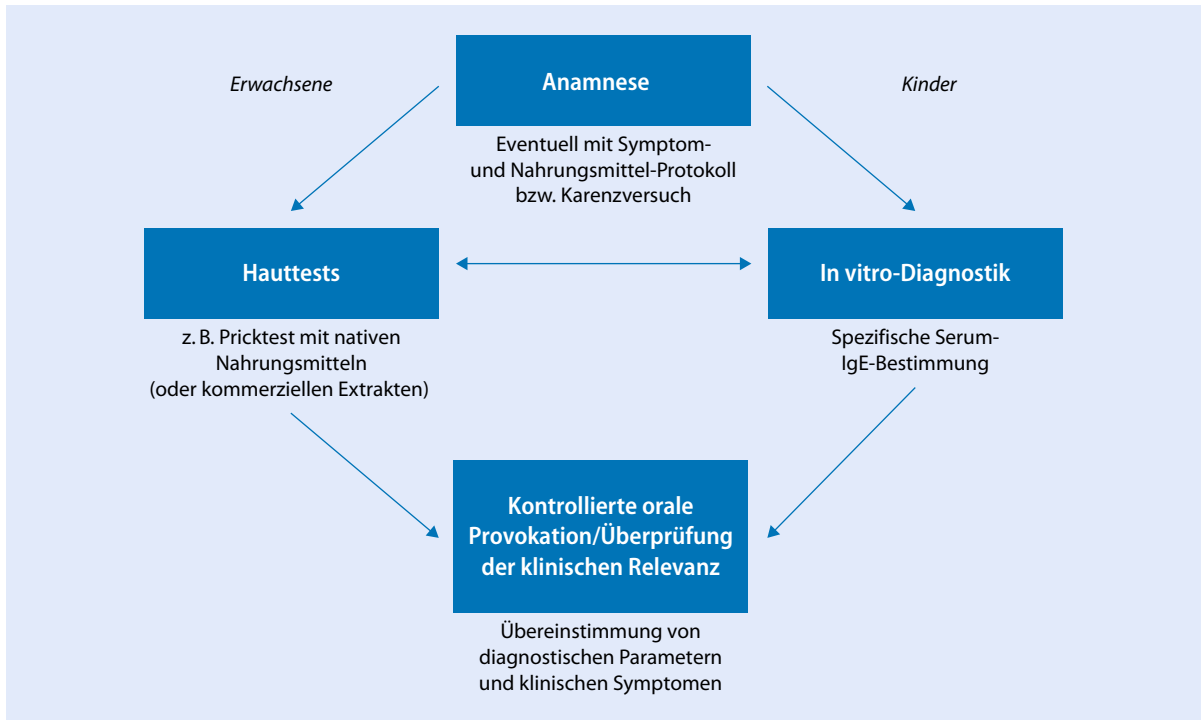 Erwachsene
Anamnese
Kinder
Eventuell mit Symptom-
und Nahrungsmittel-Protokoll
bzw. Karenzversuch
Hauttests
In vitro-Diagnostik
z. B. Pricktest mit nativen
Nahrungsmitteln
(oder kommerziellen Extrakten)
Spezifische Serum-
IgE-Bestimmung
Kontrollierte orale
Provokation/Überprüfung
der klinischen Relevanz
Übereinstimmung von
diagnostischen Parametern
und klinischen Symptomen